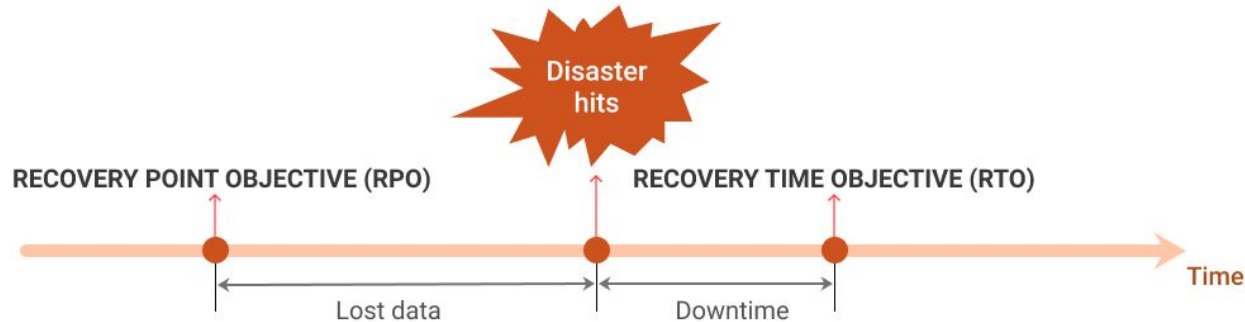 Disaster
hits
RECOVERY POINT OBJECTIVE (RPO)
RECOVERY TIME OBJECTIVE (RTO)
Time
Lost data
Downtime